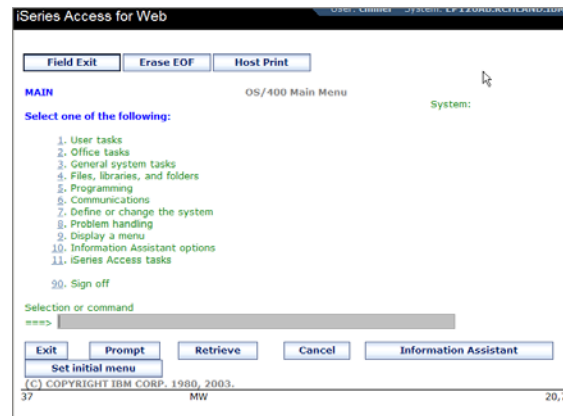 iSeries Access for Web
Field Exit Erase EOF Host Print
MAIN OS/400 Main Menu
System:
Select one of the following:
1. User tasks
2. Office tasks
3. General system tasks
4. Files, libraries, and folders
5. Programming
6. Communications
7. Define or change the system
8. Problem handling
9. Display a menu
10. Information Assistant options
11. iSeries Access tasks
90. Sign off
Selection or command
===>
Exit Prompt Retrieve Cancel Information Assistant
Set initial menu
(C) COPYRIGHT IBM CORP. 1980, 2003.
37 MW 20,